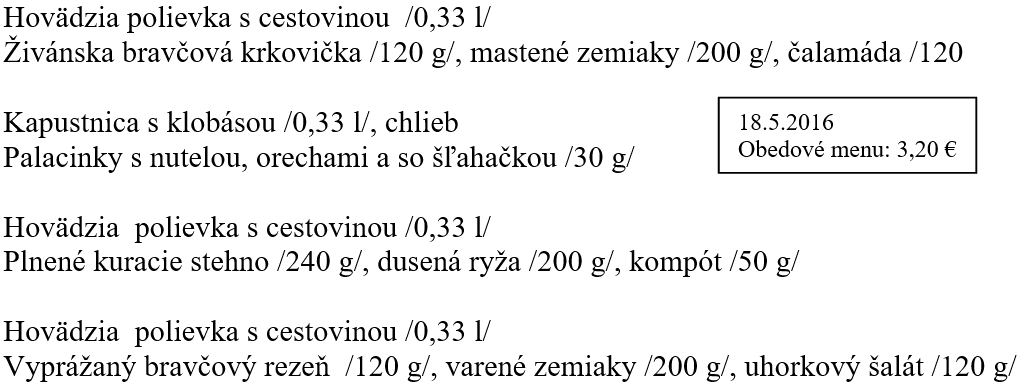 Hovädzia polievka s cestovinou  /0,33 l/
Živánska bravčová krkovička /120 g/, mastené zemiaky /200 g/, čalamáda /120
Kapustnica s klobásou /0,33 l/, chlieb
Palacinky s nutelou, orechami a so šľahačkou /30 g/
18.5.2016
Obedové menu: 3,20 €
Hovädzia  polievka s cestovinou /0,33 l/
Plnené kuracie stehno /240 g/, dusená ryža /200 g/, kompót /50 g/
Hovädzia  polievka s cestovinou /0,33 l/
Vyprážaný bravčový rezeň  /120 g/, varené zemiaky /200 g/, uhorkový šalát /120 g/